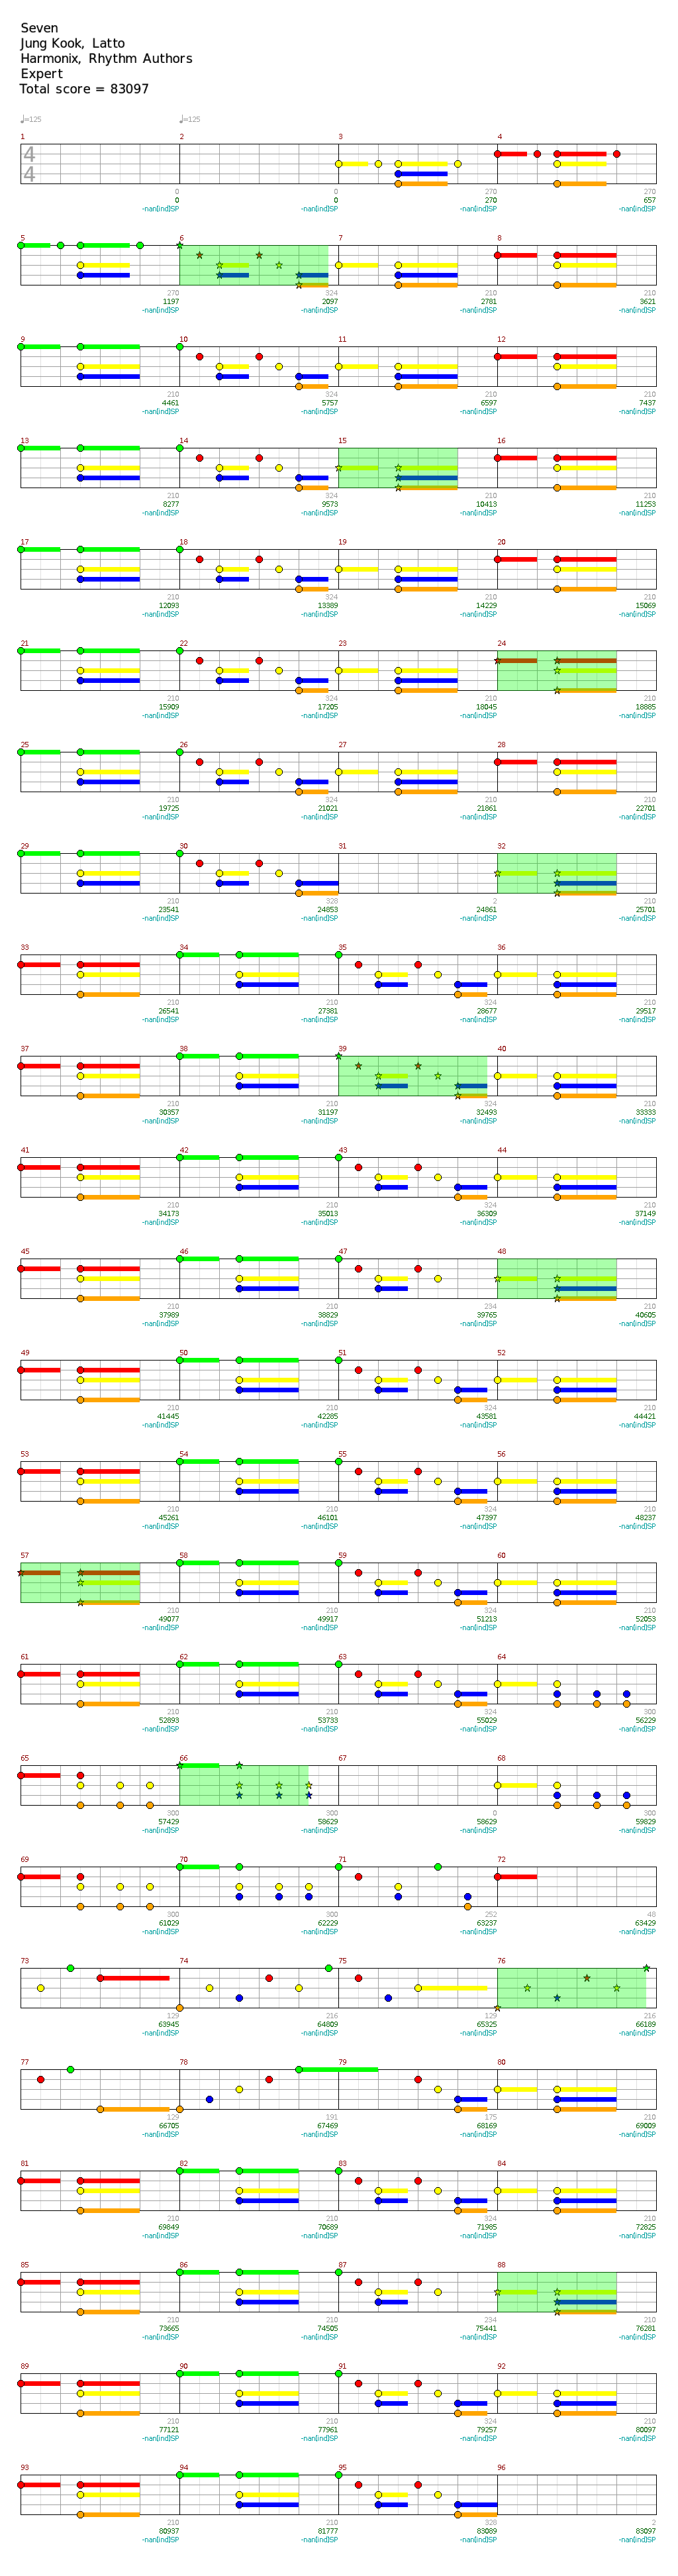 Seven
Jung Kook, Latto
Harmonix, Rhythm Authors
Expert
Total score = 83097
♩=125 ♩=125
1 2 3 4
4
4
0 0 270 270
0 0 270 657
-nan[ind]SP -nan[ind]SP -nan[ind]SP -nan[ind]SP
5 6 7 8
270 324 210 210
1197 2097 2781 3621
-nan[ind]SP -nan[ind]SP -nan[ind]SP -nan[ind]SP
9 10 11 12
210 324 210 210
4461 5757 6597 7437
-nan[ind]SP -nan[ind]SP -nan[ind]SP -nan[ind]SP
13 14 15 16
210 324 210 210
8277 9573 10413 11253
-nan[ind]SP -nan[ind]SP -nan[ind]SP -nan[ind]SP
17 18 19 20
210 324 210 210
12093 13389 14229 15069
-nan[ind]SP -nan[ind]SP -nan[ind]SP -nan[ind]SP
21 22 23 24
210 324 210 210
15909 17205 18045 18885
-nan[ind]SP -nan[ind]SP -nan[ind]SP -nan[ind]SP
25 26 27 28
210 324 210 210
19725 21021 21861 22701
-nan[ind]SP -nan[ind]SP -nan[ind]SP -nan[ind]SP
29 30 31 32
210 328 2 210
23541 24853 24861 25701
-nan[ind]SP -nan[ind]SP -nan[ind]SP -nan[ind]SP
33 34 35 36
210 210 324 210
26541 27381 28677 29517
-nan[ind]SP -nan[ind]SP -nan[ind]SP -nan[ind]SP
37 38 39 40
210 210 324 210
30357 31197 32493 33333
-nan[ind]SP -nan[ind]SP -nan[ind]SP -nan[ind]SP
41 42 43 44
210 210 324 210
34173 35013 36309 37149
-nan[ind]SP -nan[ind]SP -nan[ind]SP -nan[ind]SP
45 46 47 48
210 210 234 210
37989 38829 39765 40605
-nan[ind]SP -nan[ind]SP -nan[ind]SP -nan[ind]SP
49 50 51 52
210 210 324 210
41445 42285 43581 44421
-nan[ind]SP -nan[ind]SP -nan[ind]SP -nan[ind]SP
53 54 55 56
210 210 324 210
45261 46101 47397 48237
-nan[ind]SP -nan[ind]SP -nan[ind]SP -nan[ind]SP
57 58 59 60
210 210 324 210
49077 49917 51213 52053
-nan[ind]SP -nan[ind]SP -nan[ind]SP -nan[ind]SP
61 62 63 64
210 210 324 300
52893 53733 55029 56229
-nan[ind]SP -nan[ind]SP -nan[ind]SP -nan[ind]SP
65 66 67 68
300 300 0 300
57429 58629 58629 59829
-nan[ind]SP -nan[ind]SP -nan[ind]SP -nan[ind]SP
69 70 71 72
300 300 252 48
61029 62229 63237 63429
-nan[ind]SP -nan[ind]SP -nan[ind]SP -nan[ind]SP
73 74 75 76
129 216 129 216
63945 64809 65325 66189
-nan[ind]SP -nan[ind]SP -nan[ind]SP -nan[ind]SP
77 78 79 80
129 191 175 210
66705 67469 68169 69009
-nan[ind]SP -nan[ind]SP -nan[ind]SP -nan[ind]SP
81 82 83 84
210 210 324 210
69849 70689 71985 72825
-nan[ind]SP -nan[ind]SP -nan[ind]SP -nan[ind]SP
85 86 87 88
210 210 234 210
73665 74505 75441 76281
-nan[ind]SP -nan[ind]SP -nan[ind]SP -nan[ind]SP
89 90 91 92
210 210 324 210
77121 77961 79257 80097
-nan[ind]SP -nan[ind]SP -nan[ind]SP -nan[ind]SP
93 94 95 96
210 210 328 2
80937 81777 83089 83097
-nan[ind]SP -nan[ind]SP -nan[ind]SP -nan[ind]SP